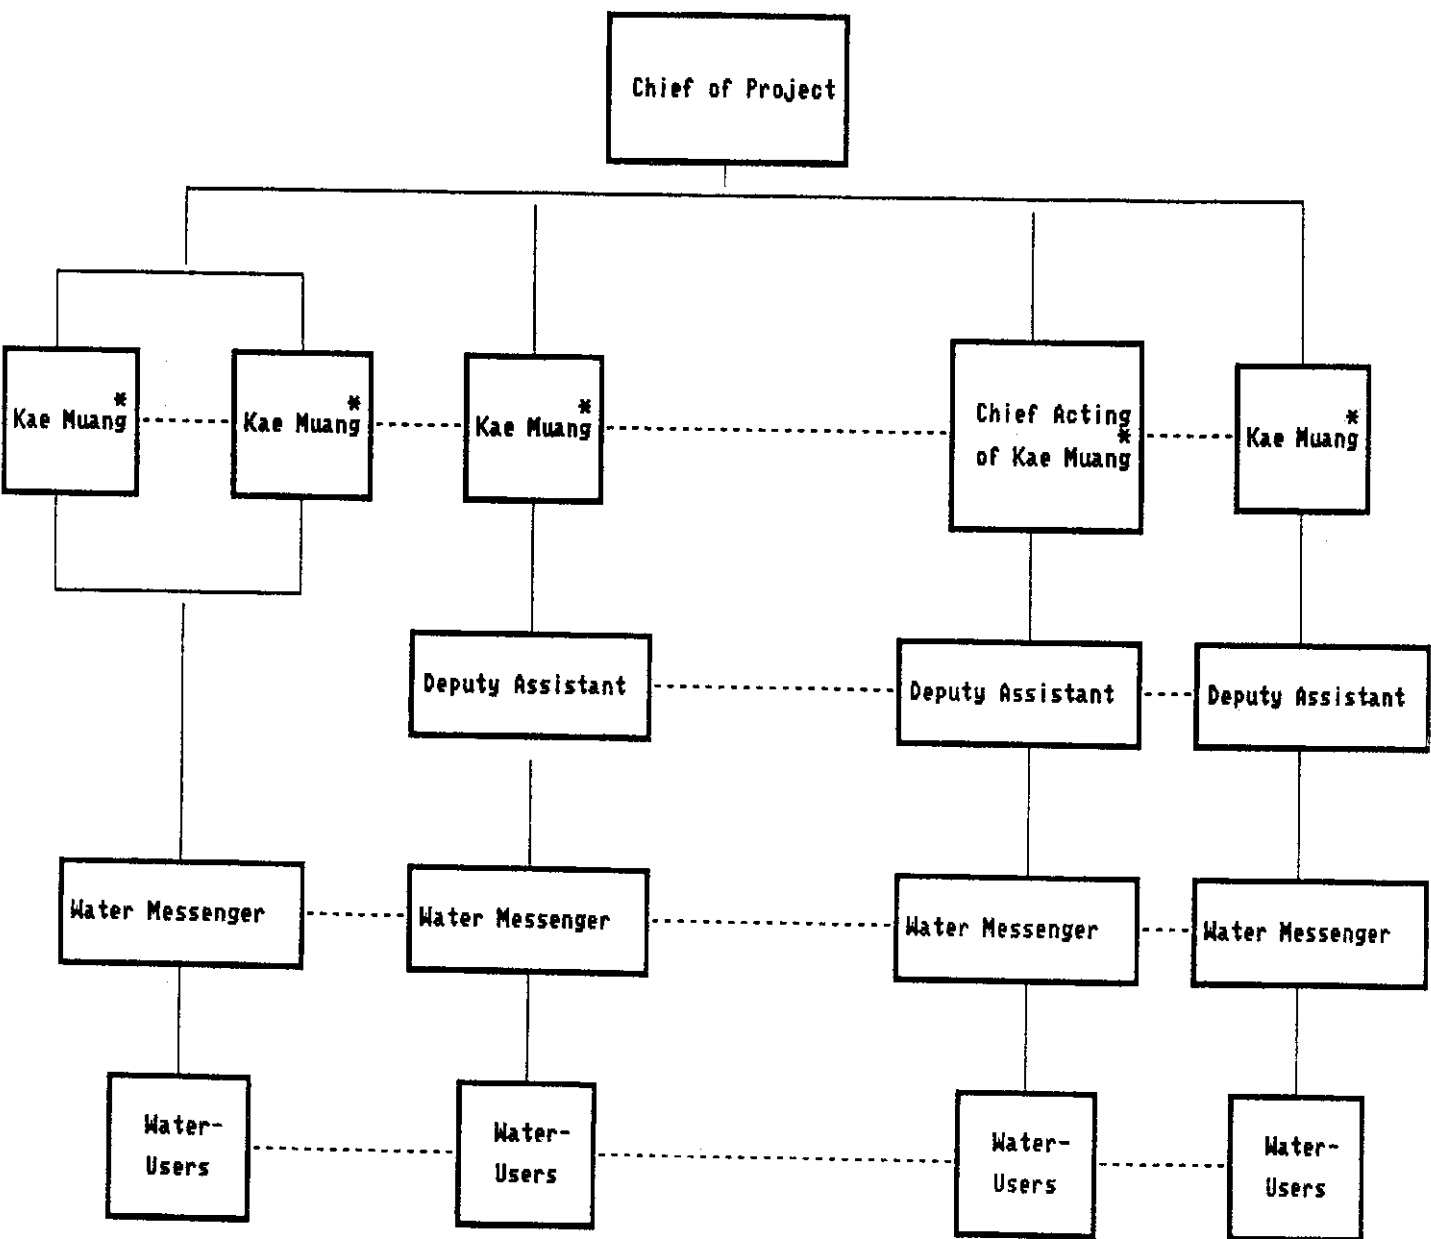 Chief of Project
*
Kae Muang
*
Kae Muang
*
Kae Muang
Chief Acting
*
of Kae Muang
*
Kae Muang
Deputy Assistant
Deputy Assistant
Deputy Assistant
Water Messenger
Water Messenger
Water Messenger
Water Messenger
Water-
Users
Water-
Users
Water-
Users
Water-
Users